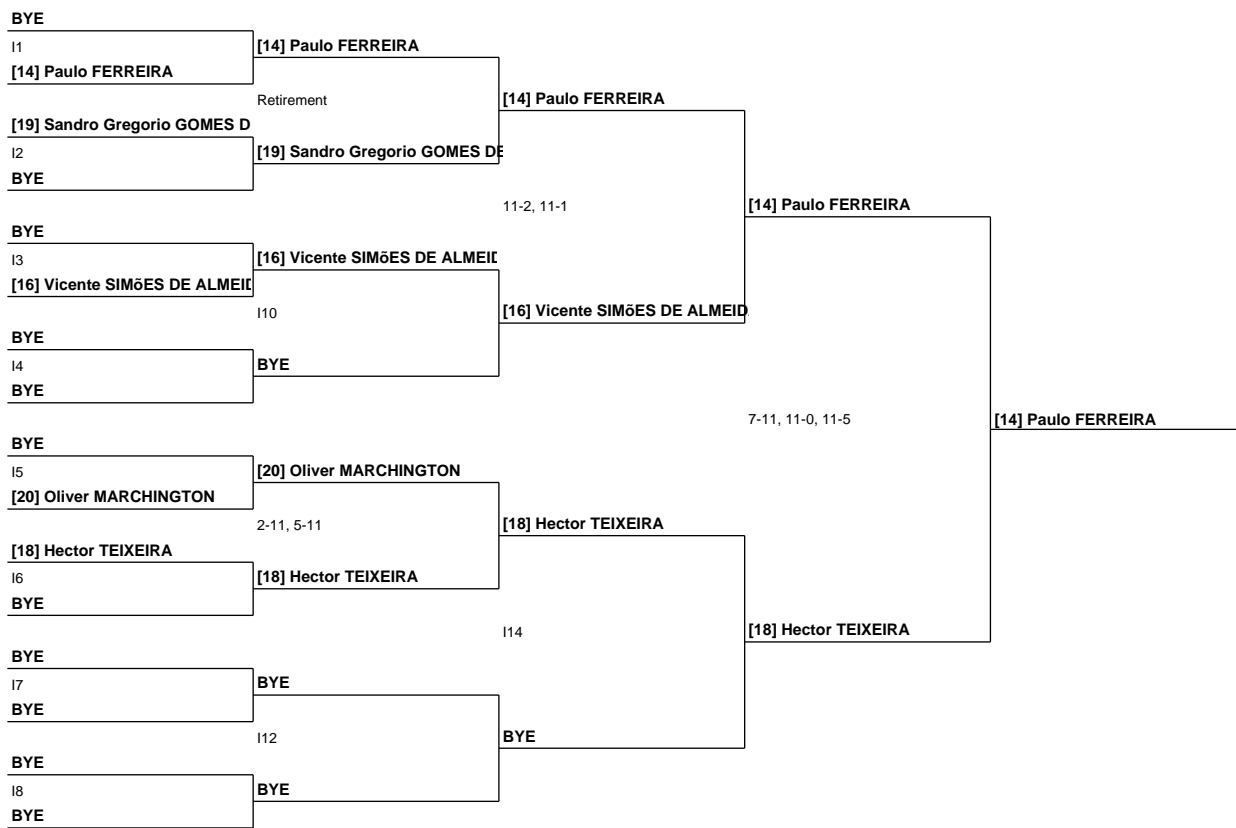 BYE
I1
[14] Paulo FERREIRA
[19] Sandro Gregorio GOMES D
I2
BYE
BYE
I3
[16] Vicente SIMõES DE ALMEID
BYE
I4
BYE
BYE
I5
[20] Oliver MARCHINGTON
[18] Hector TEIXEIRA
I6
BYE
BYE
I7
BYE
BYE
I8
BYE
[14] Paulo FERREIRA
Retirement
[19] Sandro Gregorio GOMES DE
[16] Vicente SIMõES DE ALMEID
I10
BYE
[20] Oliver MARCHINGTON
2-11, 5-11
[18] Hector TEIXEIRA
BYE
I12
BYE
[14] Paulo FERREIRA
11-2, 11-1
[16] Vicente SIMõES DE ALMEID
[18] Hector TEIXEIRA
I14
BYE
[14] Paulo FERREIRA
7-11, 11-0, 11-5
[18] Hector TEIXEIRA
[14] Paulo FERREIRA